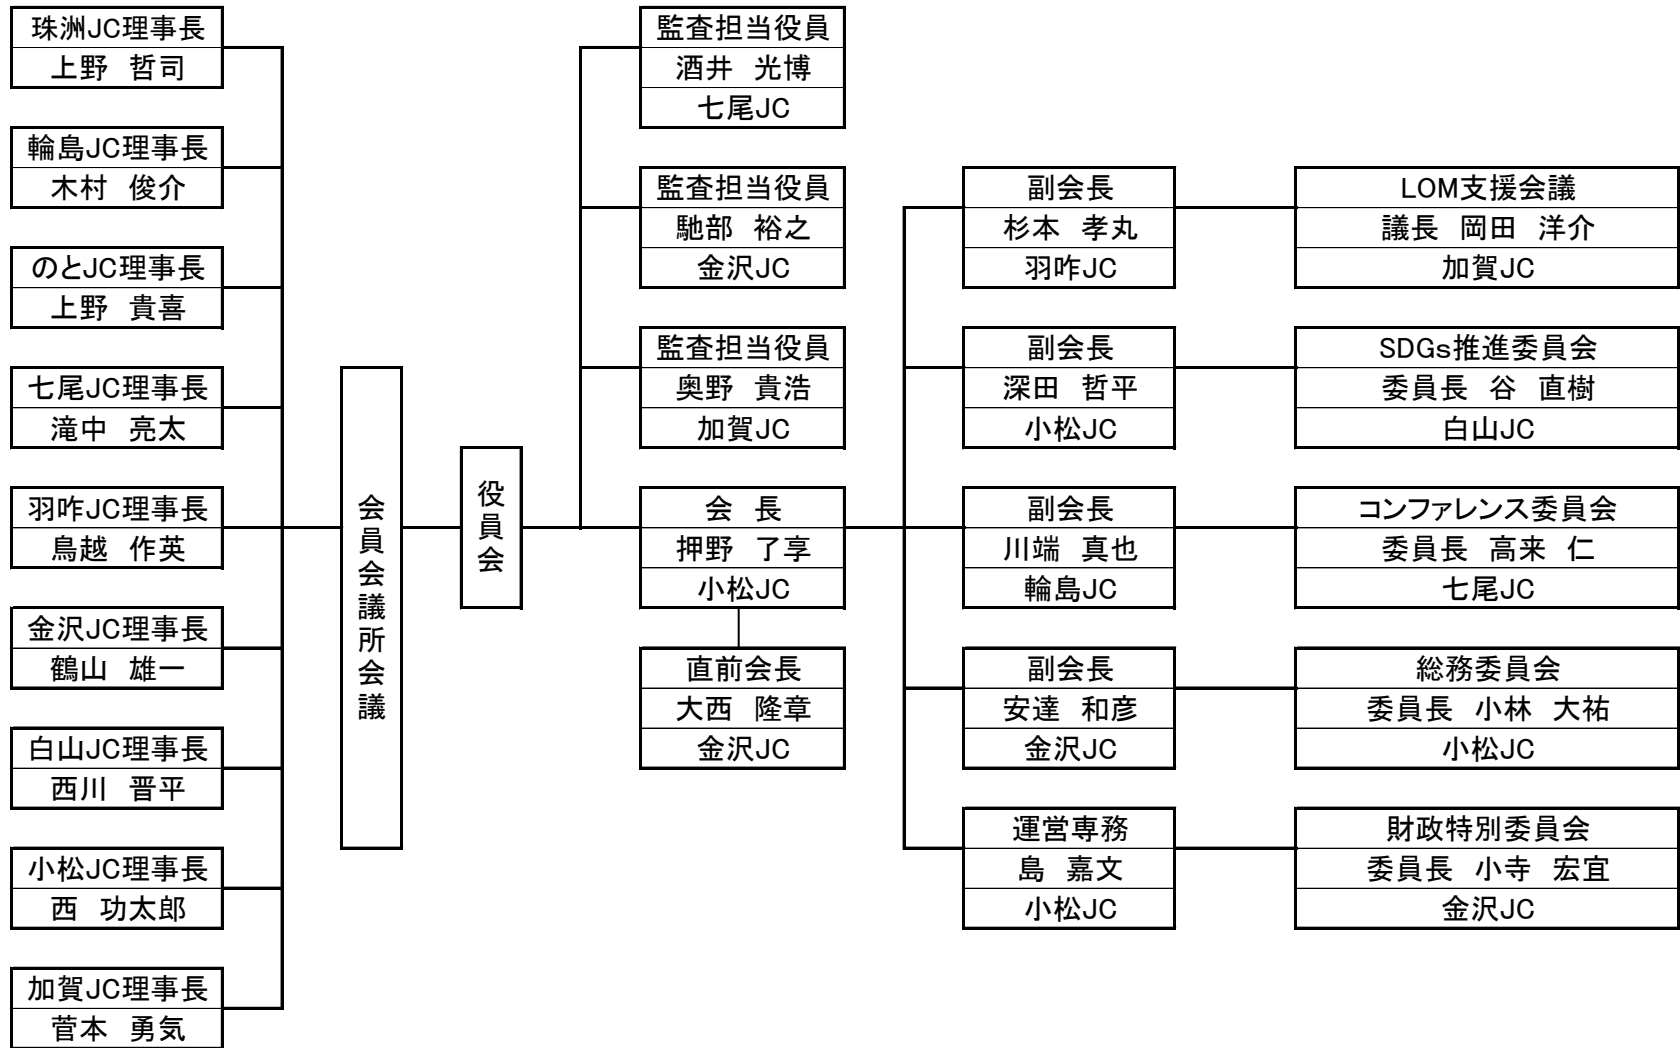 珠洲JC理事長
上野　哲司
輪島JC理事長
木村　俊介
のとJC理事長
上野　貴喜
七尾JC理事長
滝中　亮太
羽咋JC理事長
鳥越　作英
金沢JC理事長
鶴山　雄一
白山JC理事長
西川　晋平
小松JC理事長
西　功太郎
加賀JC理事長
菅本　勇気
会員会議所会議
役員会
監査担当役員
酒井　光博
七尾JC
監査担当役員
馳部　裕之
金沢JC
監査担当役員
奥野　貴浩
加賀JC
会　長
押野　了享
小松JC
直前会長
大西　隆章
金沢JC
副会長
杉本　孝丸
羽咋JC
副会長
深田　哲平
小松JC
副会長
川端　真也
輪島JC
副会長
安達　和彦
金沢JC
運営専務
島　嘉文
小松JC
LOM支援会議
議長　岡田　洋介
加賀JC
SDGs推進委員会
委員長　谷　直樹
白山JC
コンファレンス委員会
委員長　高来　仁
七尾JC
総務委員会
委員長　小林　大祐
小松JC
財政特別委員会
委員長　小寺　宏宜
金沢JC